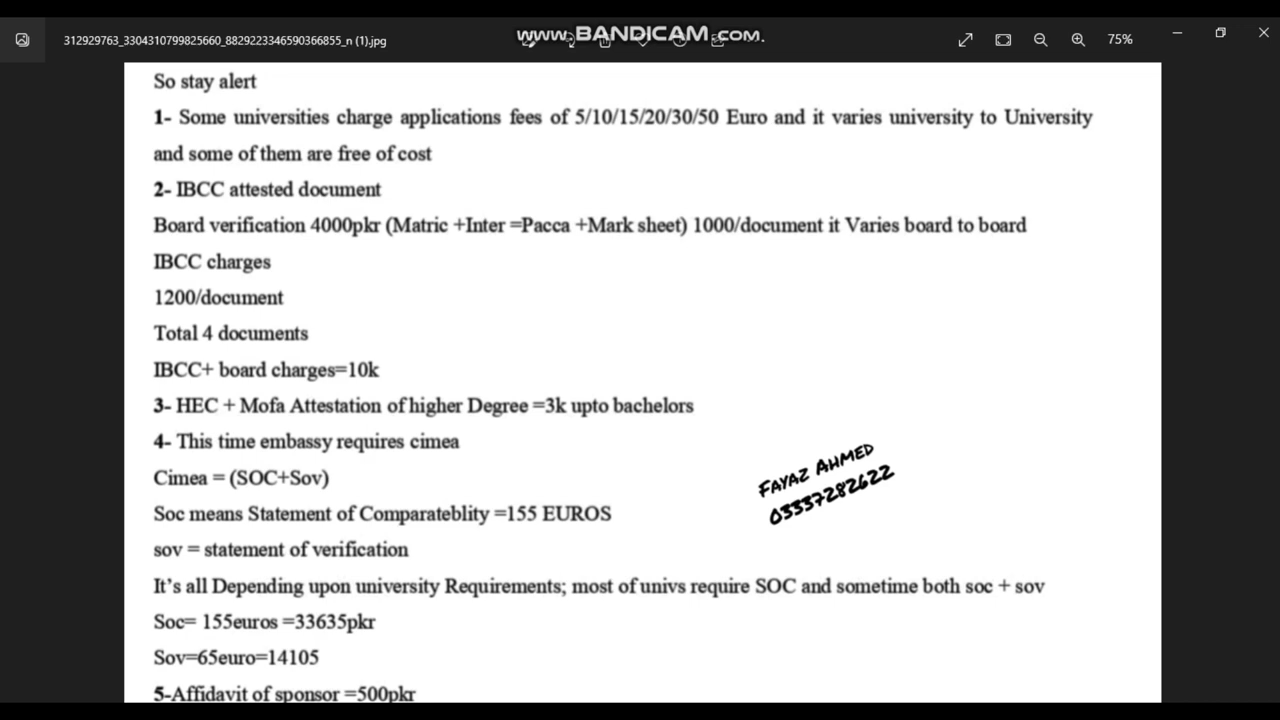 www.BANDICAM.com.
312929763_3304310799825660_8829223346590366855_n (1).jpg
75%
So stay alert
1- Some universities charge applications fees of 5/10/15/20/30/50 Euro and it varies university to University
and some of them are free of cost
2- IBCC attested document
Board verification 4000pkr (Matric +Inter =Pacca +Mark sheet) 1000/document it Varies board to board
IBCC charges
1200/document
Total 4 documents
IBCC+ board charges=10k
3- HEC + Mofa Attestation of higher Degree =3k upto bachelors
4- This time embassy requires cimea
Cimea = (SOC+Sov)
FAYAZ AHMED
03337282622
Soc means Statement of Comparateblity =155 EUROS
sov = statement of verification
It's all Depending upon university Requirements; most of univs require SOC and sometime both soc + sov
Soc= 155euros =33635pkr
Sov=65euro=14105
5-Affidavit of sponsor =500pkr